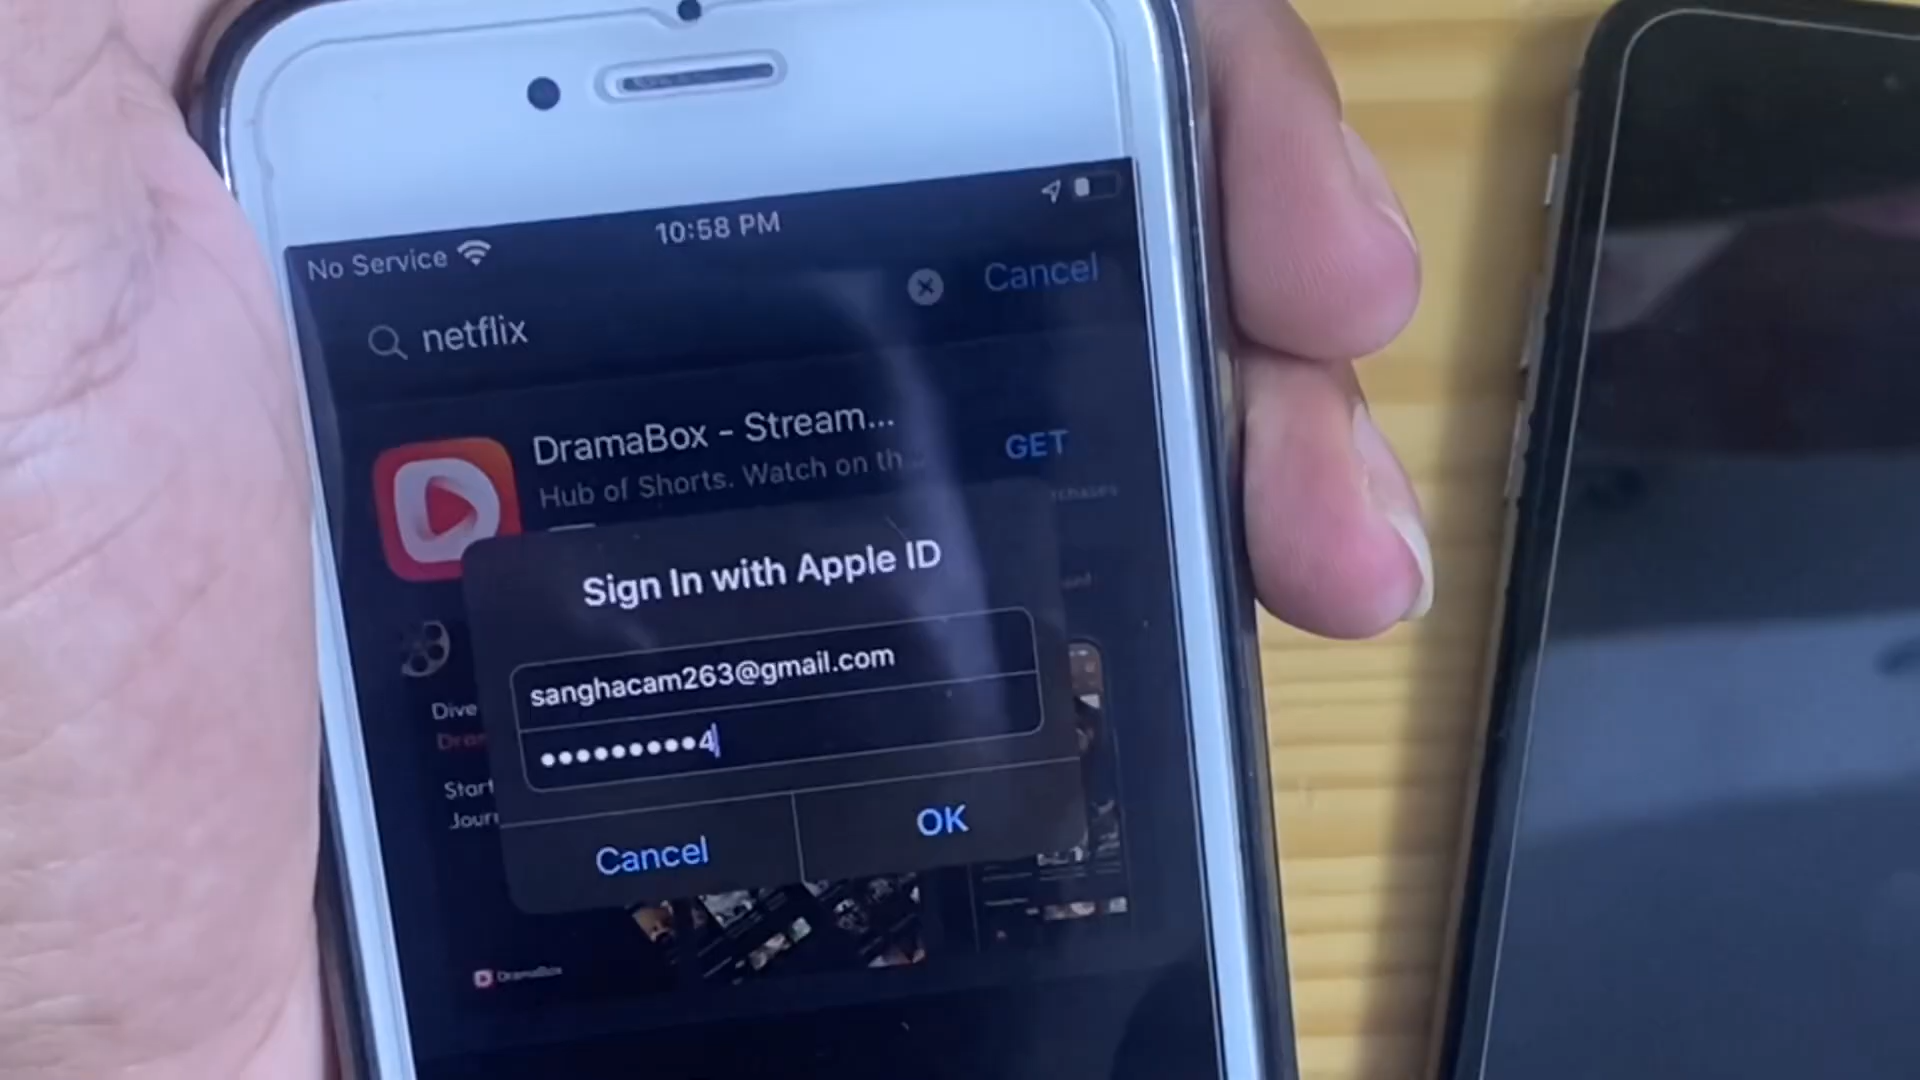 No Service
10:58 PM
netflix
Cancel
DramaBox - Stream...
Hub of Shorts. Watch on th...
GET
Sign In with Apple ID
sanghacam263@gmail.com
•••••••••4
Dive
Start
Cancel
OK
DramaBox